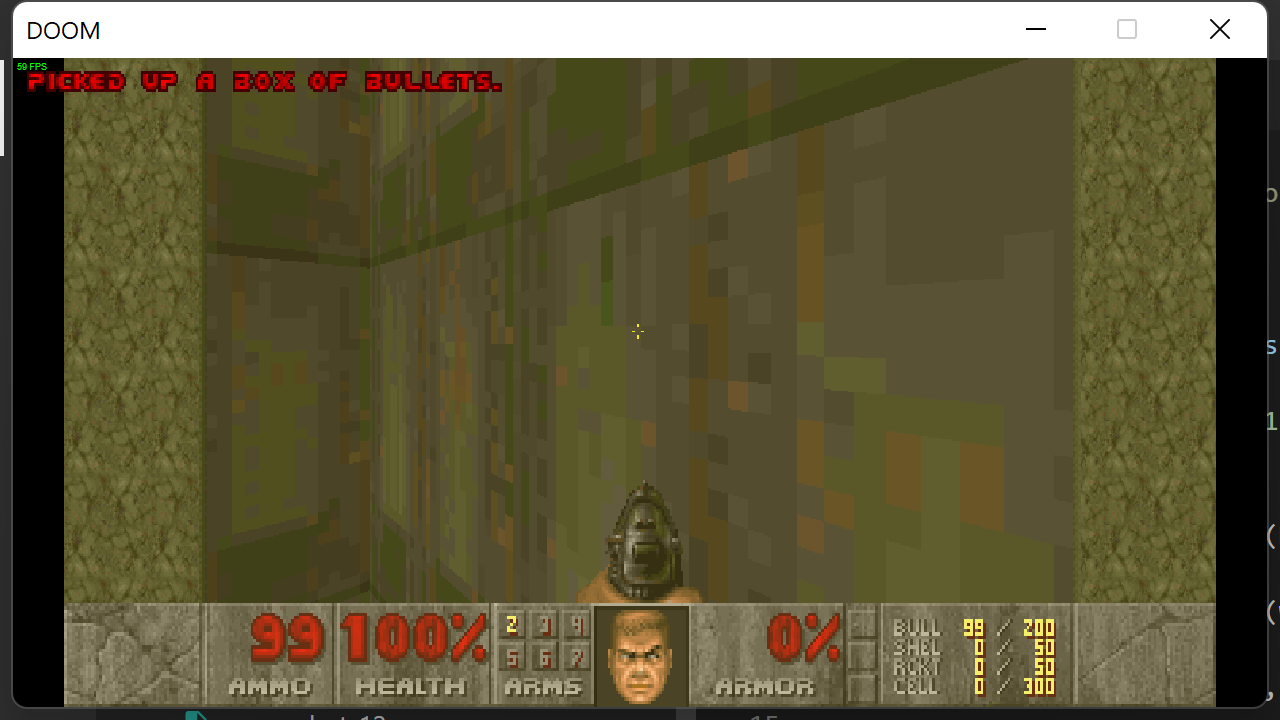 DOOM
59 FPS
PICKED UP A BOX OF BULLETS.
99
AMMO
100%
HEALTH
2 3 4
5 6 7
ARMS
0%
ARMOR
BULL 99 / 200
SHEL 0 / 50
RCKT 0 / 50
CELL 0 / 300